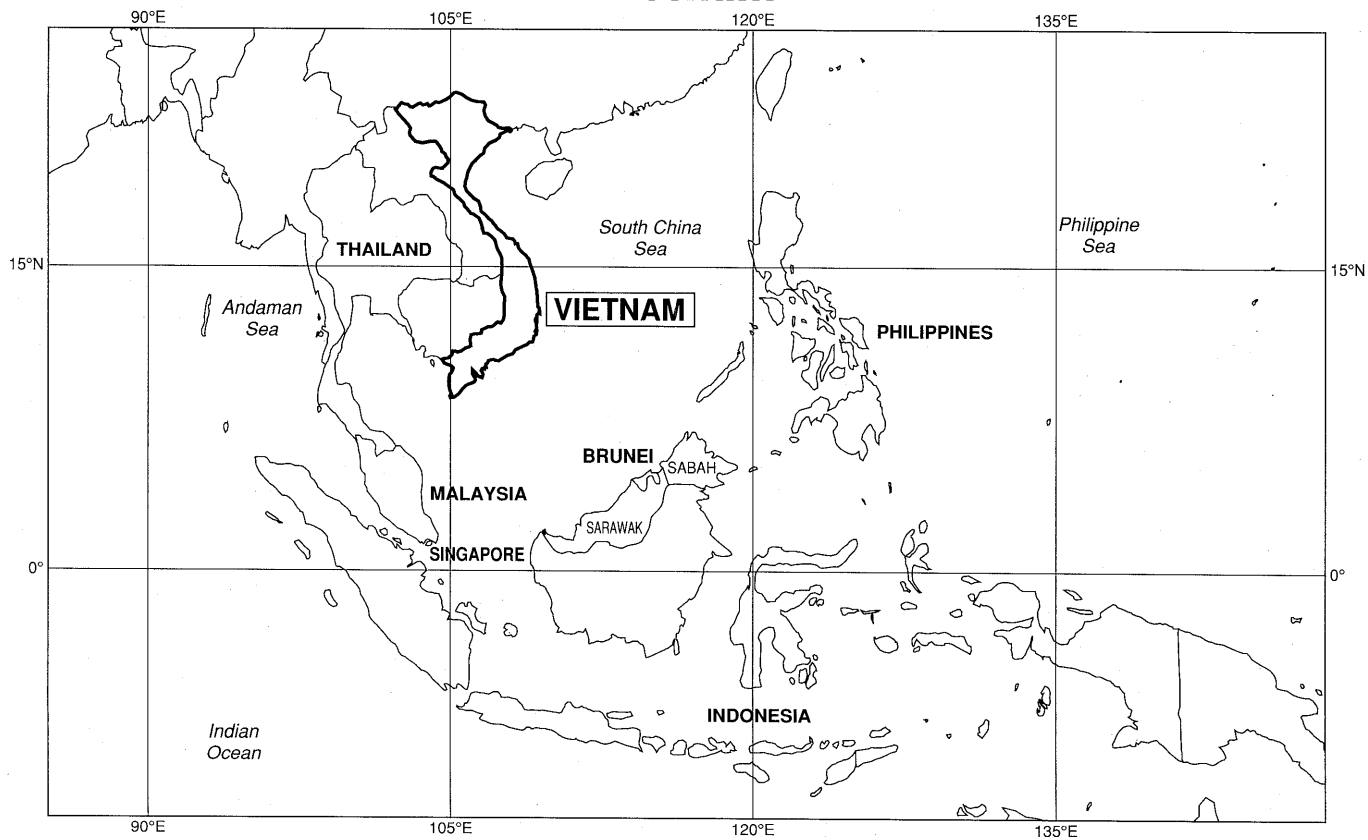 90°E
105°E
120°E
135°E
South China
Sea
Philippine
Sea
THAILAND
15°N
15°N
Andaman
Sea
VIETNAM
PHILIPPINES
BRUNEI
SABAH
MALAYSIA
SARAWAK
SINGAPORE
0°
0°
INDONESIA
Indian
Ocean
90°E
105°E
120°E
135°E